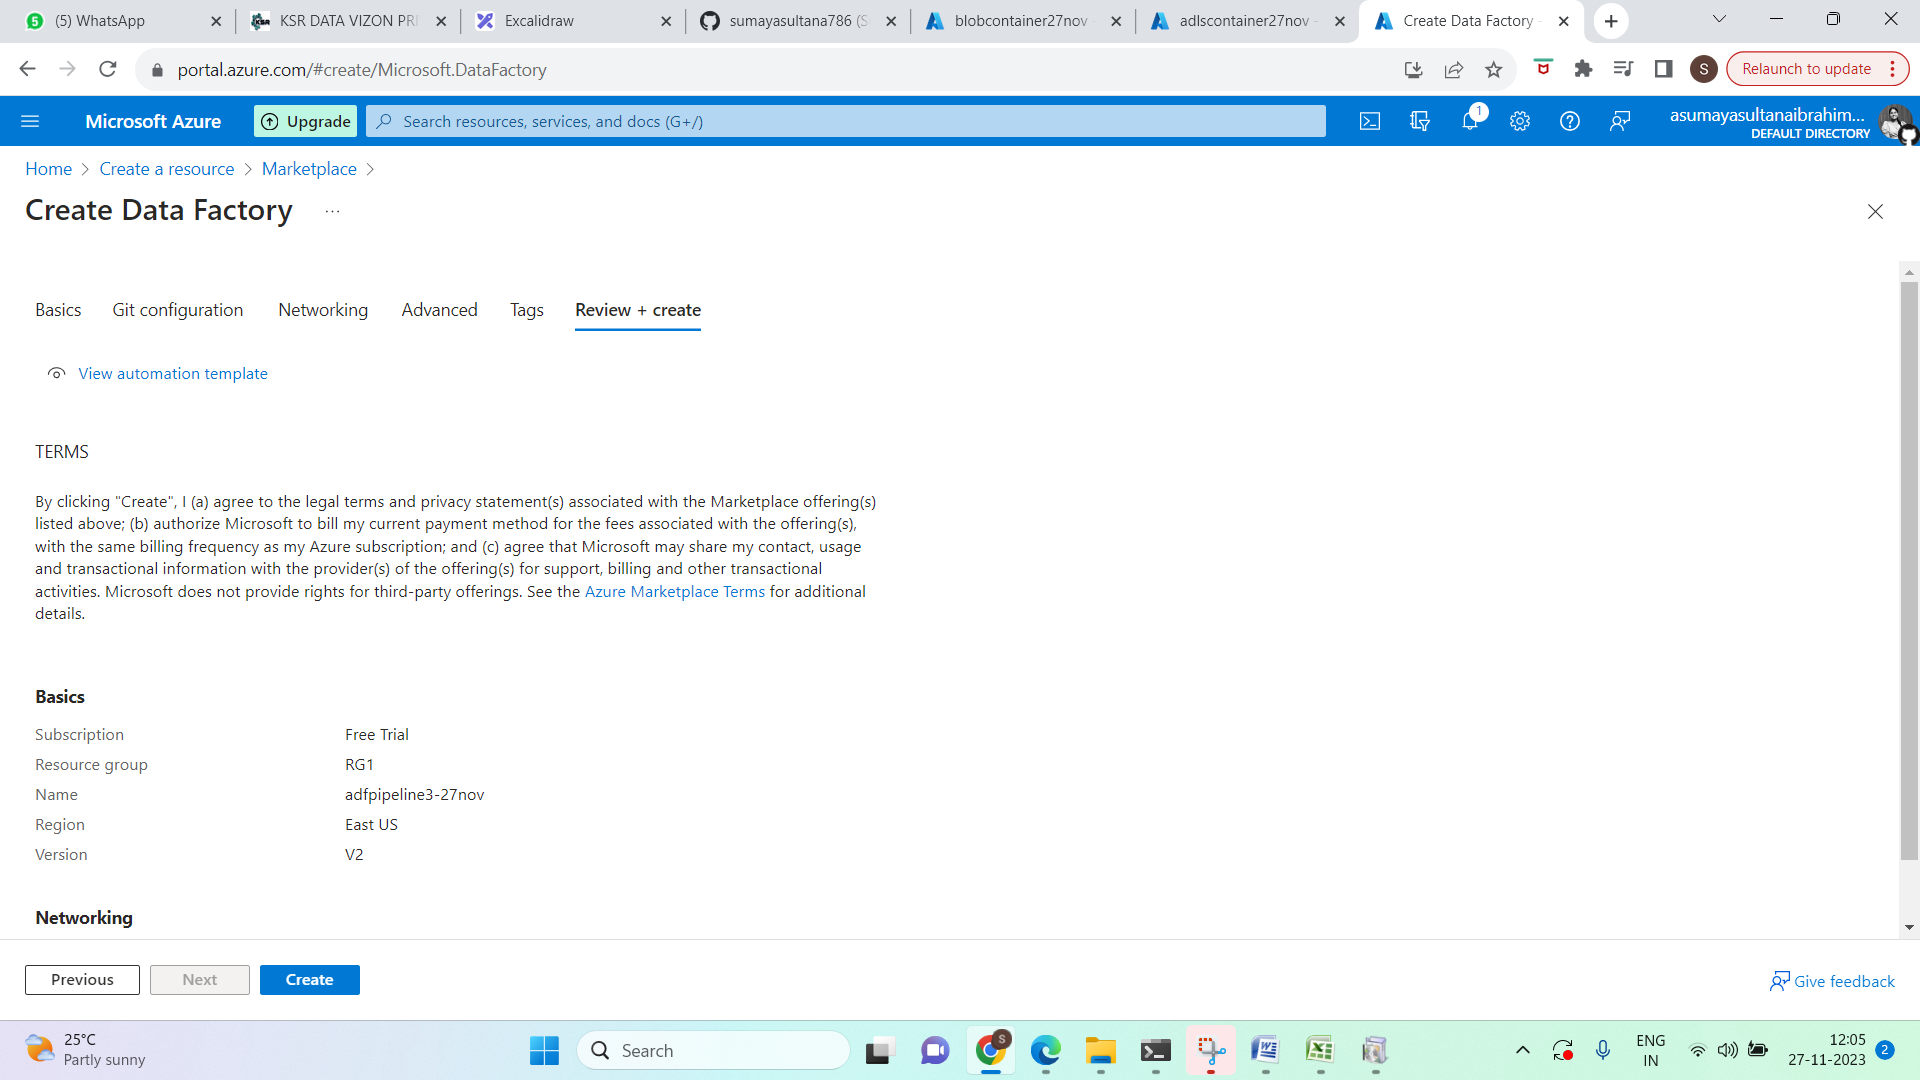 (5) WhatsApp
KSR DATA VIZON PRI
Excalidraw
sumayasultana786 (S
blobcontainer27nov -
adlscontainer27nov -
Create Data Factory -
portal.azure.com/#create/Microsoft.DataFactory
S
Relaunch to update
Microsoft Azure
Upgrade
Search resources, services, and docs (G+/)
1
asumayasultanaibrahim...
DEFAULT DIRECTORY
Home > Create a resource > Marketplace >
Create Data Factory ...
Basics Git configuration Networking Advanced Tags Review + create
View automation template
TERMS
By clicking "Create", I (a) agree to the legal terms and privacy statement(s) associated with the Marketplace offering(s)
listed above; (b) authorize Microsoft to bill my current payment method for the fees associated with the offering(s),
with the same billing frequency as my Azure subscription; and (c) agree that Microsoft may share my contact, usage
and transactional information with the provider(s) of the offering(s) for support, billing and other transactional
activities. Microsoft does not provide rights for third-party offerings. See the Azure Marketplace Terms for additional
details.
Basics
Subscription Free Trial
Resource group RG1
Name adfpipeline3-27nov
Region East US
Version V2
Networking
Previous Next Create
Give feedback
25°C
Partly sunny
Search
ENG
IN
12:05
27-11-2023
2